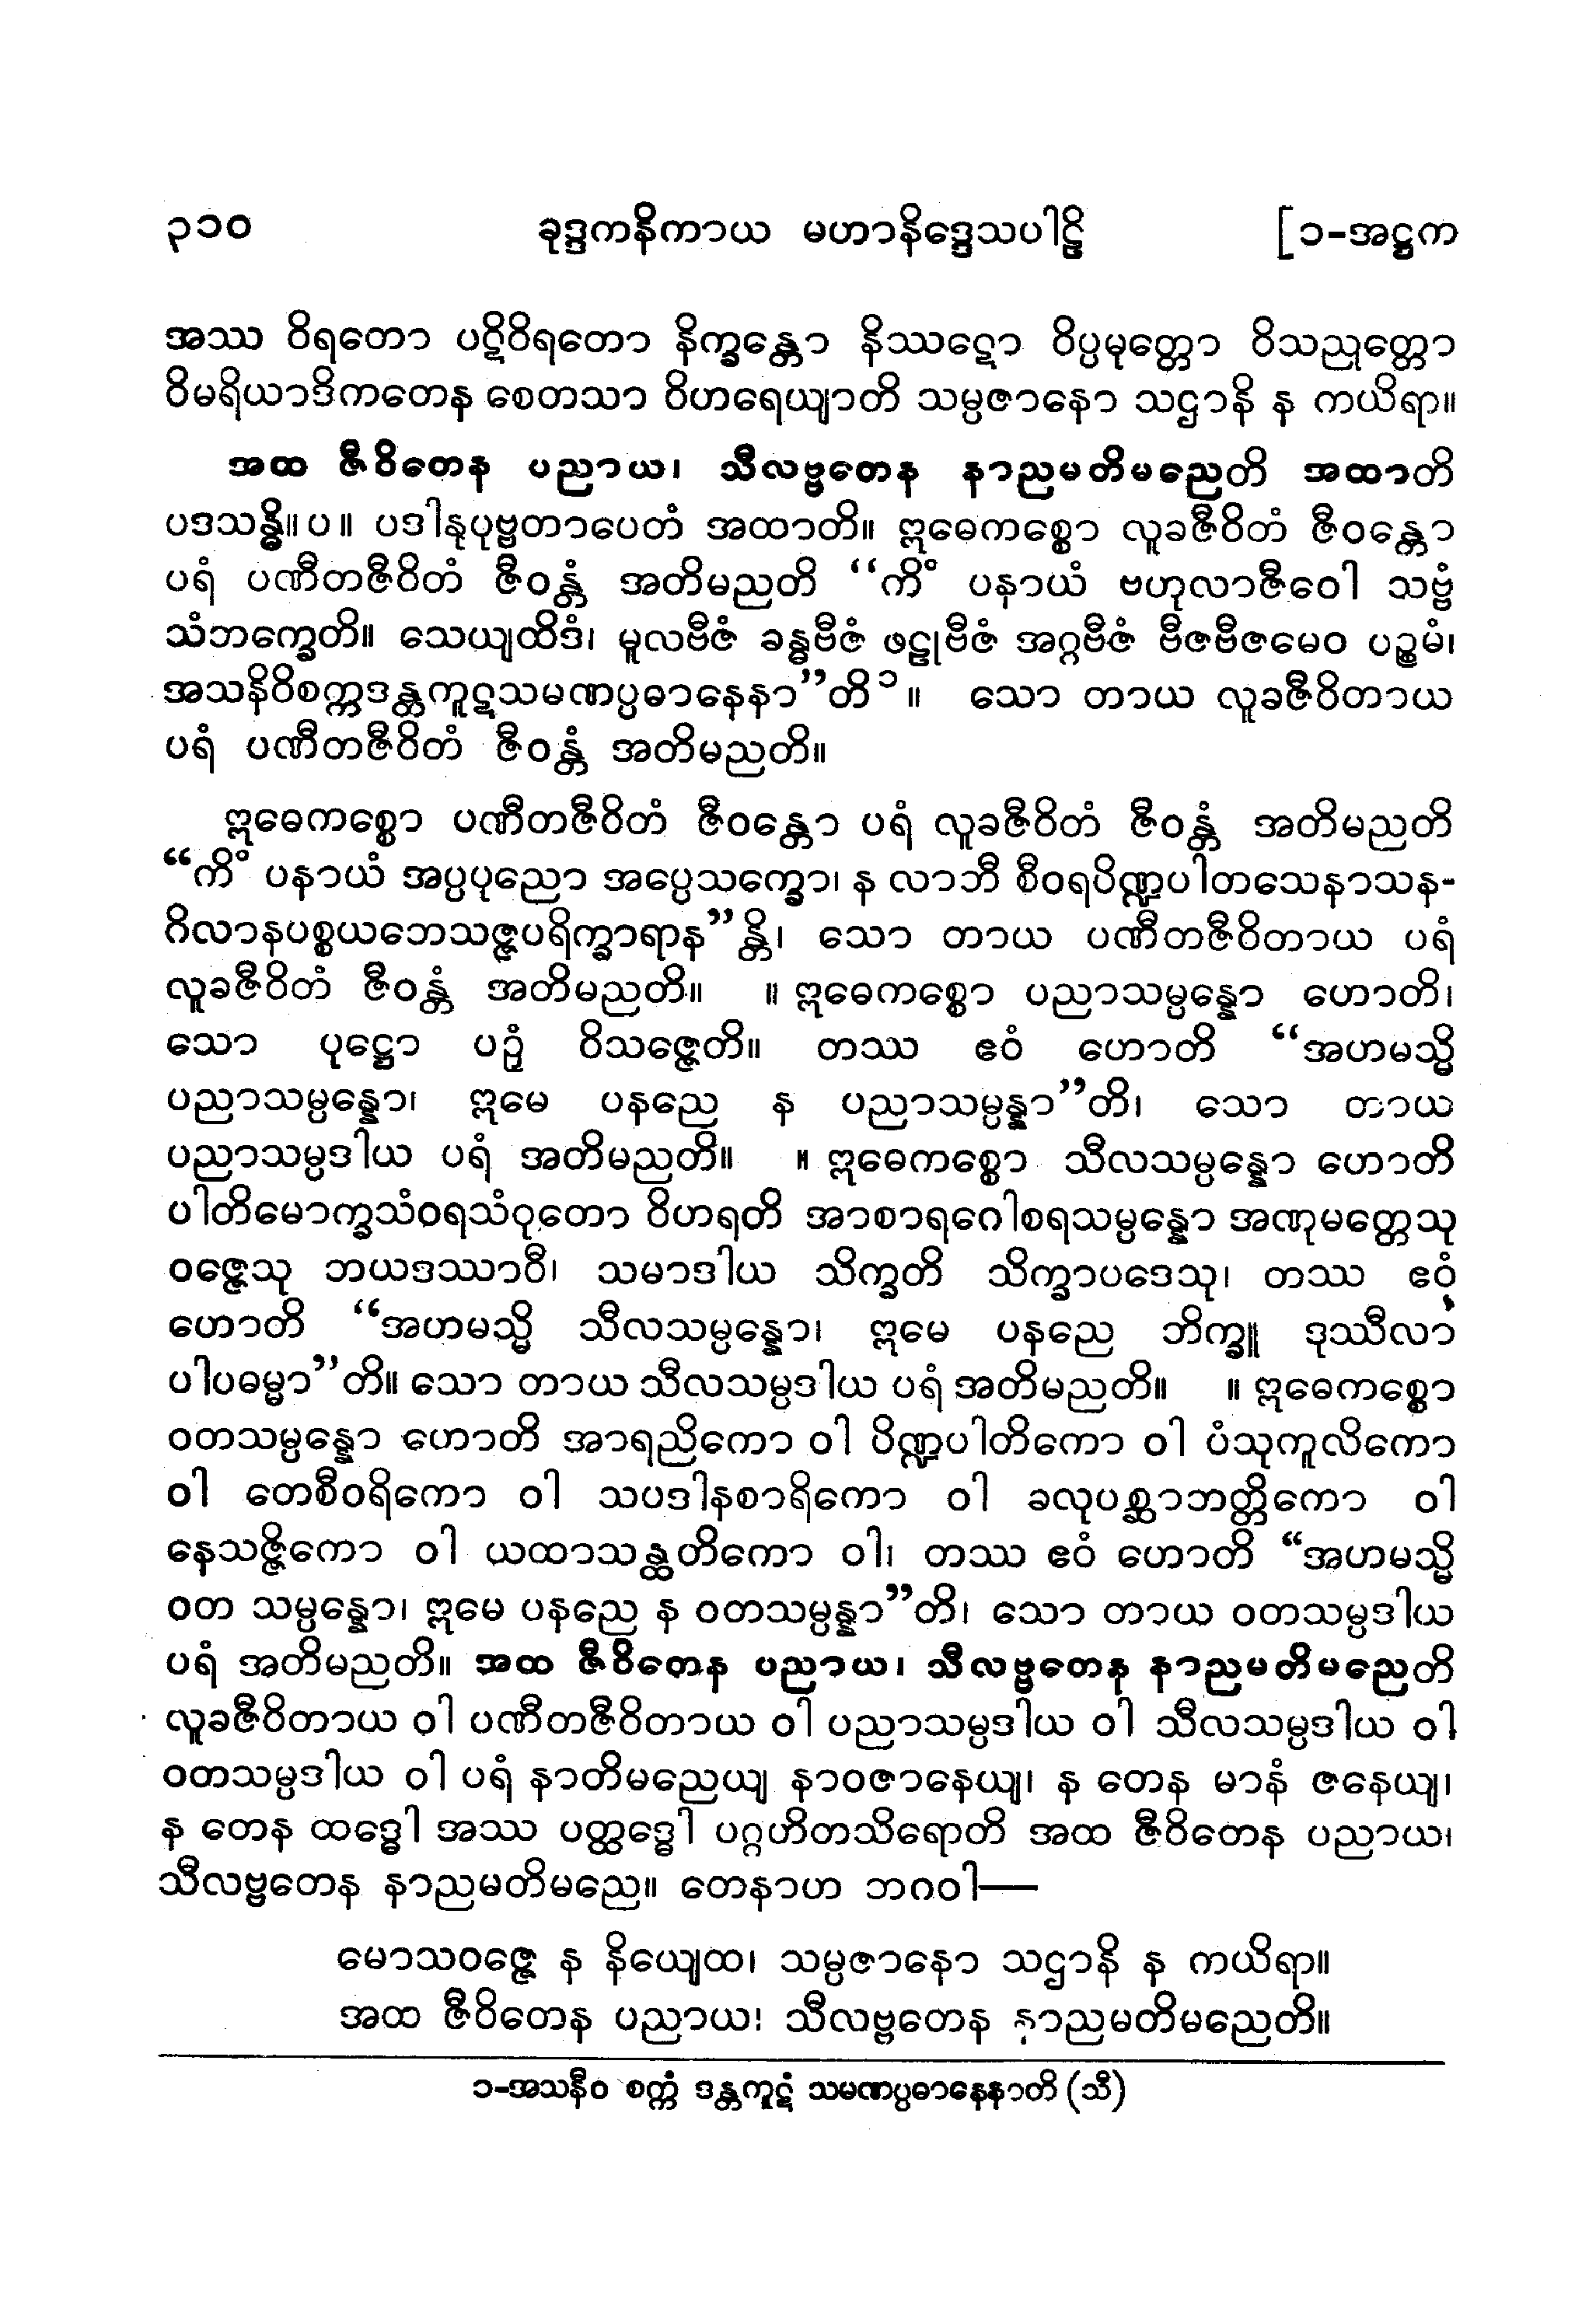 ၃၁၀ ခုဒ္ဒကနိကာယ မဟာနိဒ္ဒေသပါဠိ [၁-အဋ္ဌက
အဿ ဝိရတော ပဋိဝိရတော နိက္ခန္တော နိဿဋော ဝိပ္ပမုတ္တော ဝိသညုတ္တော
ဝိမရိယာဒိကတေန စေတသာ ဝိဟရေယျာတိ သမ္ပဇာနော သဌာနိ န ကယိရာ။
အထ ဇီဝိတေန ပညာယ၊ သီလဗ္ဗတေန နာညမတိမညေတိ အထာတိ
ပဒသန္ဓိ။ ပ။ ပဒါနုပုဗ္ဗတာပေတံ အထာတိ။ ဣဓေကစ္စော လူခဇီဝိတံ ဇီဝန္တော
ပရံ ပဏီတဇီဝိတံ ဇီဝန္တံ အတိမညတိ “ကိံ ပနာယံ ဗဟုလာဇီဝေါ သဗ္ဗံ
သံဘက္ခေတိ။ သေယျထိဒံ၊ မူလဗီဇံ ခန္ဓဗီဇံ ဖဠုဗီဇံ အဂ္ဂဗီဇံ ဗီဇဗီဇမေဝ ပဉ္စမံ၊
အသနိဝိစက္ကဒန္တကူဋသမဏပ္ပဓာနေနာ”တိ ၁။ သော တာယ လူခဇီဝိတာယ
ပရံ ပဏီတဇီဝိတံ ဇီဝန္တံ အတိမညတိ။
ဣဓေကစ္စော ပဏီတဇီဝိတံ ဇီဝန္တော ပရံ လူခဇီဝိတံ ဇီဝန္တံ အတိမညတိ
“ကိံ ပနာယံ အပ္ပပုညော အပ္ပေသက္ခော၊ န လာဘီ စီဝရပိဏ္ဍပါတသေနာသန-
ဂိလာနပစ္စယဘေသဇ္ဇပရိက္ခာရာန”န္တိ၊ သော တာယ ပဏီတဇီဝိတာယ ပရံ
လူခဇီဝိတံ ဇီဝန္တံ အတိမညတိ။ ။ ဣဓေကစ္စော ပညာသမ္ပန္နော ဟောတိ၊
သော ပုဋ္ဌော ပဉှံ ဝိသဇ္ဇေတိ။ တဿ ဧဝံ ဟောတိ “အဟမသ္မိ
ပညာသမ္ပန္နော၊ ဣမေ ပနညေ န ပညာသမ္ပန္နာ”တိ၊ သော တာယ
ပညာသမ္ပဒါယ ပရံ အတိမညတိ။ ။ ဣဓေကစ္စော သီလသမ္ပန္နော ဟောတိ
ပါတိမောက္ခသံဝရသံဝုတော ဝိဟရတိ အာစာရဂေါစရသမ္ပန္နော အဏုမတ္တေသု
ဝဇ္ဇေသု ဘယဒဿာဝီ၊ သမာဒါယ သိက္ခတိ သိက္ခာပဒေသု၊ တဿ ဧဝံ
ဟောတိ “အဟမသ္မိ သီလသမ္ပန္နော၊ ဣမေ ပနညေ ဘိက္ခူ ဒုဿီလာ
ပါပဓမ္မာ”တိ။ သော တာယ သီလသမ္ပဒါယ ပရံ အတိမညတိ။ ။ ဣဓေကစ္စော
ဝတသမ္ပန္နော ဟောတိ အာရညိကော ဝါ ပိဏ္ဍပါတိကော ဝါ ပံသုကူလိကော
ဝါ တေစီဝရိကော ဝါ သပဒါနစာရိကော ဝါ ခလုပစ္ဆာဘတ္တိကော ဝါ
နေသဇ္ဇိကော ဝါ ယထာသန္ထတိကော ဝါ၊ တဿ ဧဝံ ဟောတိ “အဟမသ္မိ
ဝတ သမ္ပန္နော၊ ဣမေ ပနညေ န ဝတသမ္ပန္နာ”တိ၊ သော တာယ ဝတသမ္ပဒါယ
ပရံ အတိမညတိ။ အထ ဇီဝိတေန ပညာယ၊ သီလဗ္ဗတေန နာညမတိမညေတိ
လူခဇီဝိတာယ ဝါ ပဏီတဇီဝိတာယ ဝါ ပညာသမ္ပဒါယ ဝါ သီလသမ္ပဒါယ ဝါ
ဝတသမ္ပဒါယ ဝါ ပရံ နာတိမညေယျ နာဝဇာနေယျ၊ န တေန မာနံ ဇနေယျ၊
န တေန ထဒ္ဓေါ အဿ ပတ္ထဒ္ဓေါ ပဂ္ဂဟိတသိရောတိ အထ ဇီဝိတေန ပညာယ၊
သီလဗ္ဗတေန နာညမတိမညေ။ တေနာဟ ဘဂဝါ—
မောသဝဇ္ဇေ န နိယျေထ၊ သမ္ပဇာနော သဌာနိ န ကယိရာ။
အထ ဇီဝိတေန ပညာယ၊ သီလဗ္ဗတေန နာညမတိမညေတိ။
၁-အသနီဝ စက္ကံ ဒန္တကူဋံ သမဏပ္ပဓာနေနာတိ (သီ)